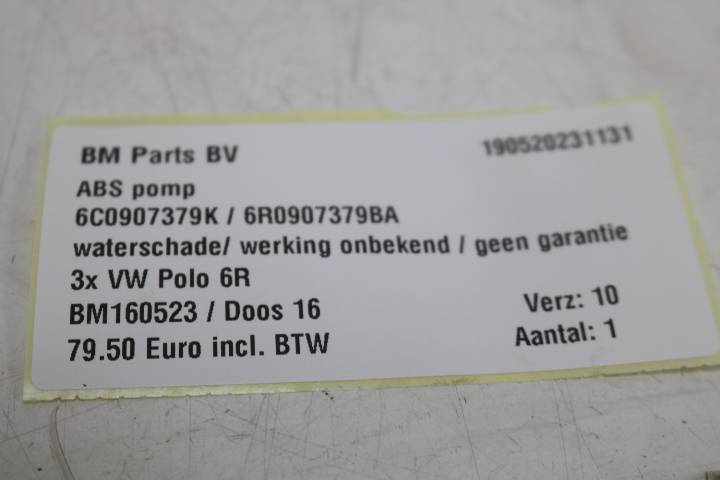 BM Parts BV
190520231131
ABS pomp
6C0907379K / 6R0907379BA
waterschade/ werking onbekend / geen garantie
3x VW Polo 6R
BM160523 / Doos 16
Verz: 10
79.50 Euro incl. BTW
Aantal: 1